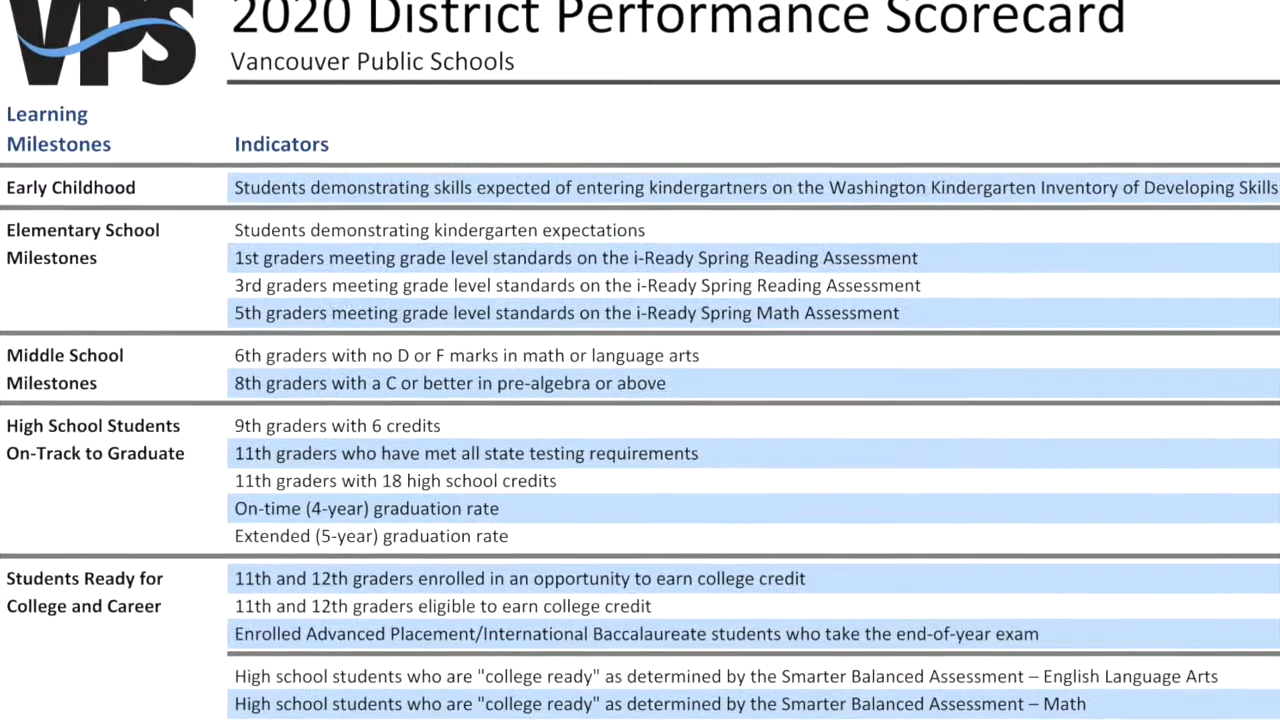 VPS
2020 District Performance Scorecard
Vancouver Public Schools
Learning
Milestones Indicators
Early Childhood Students demonstrating skills expected of entering kindergartners on the Washington Kindergarten Inventory of Developing Skills
Elementary School Students demonstrating kindergarten expectations
Milestones 1st graders meeting grade level standards on the i-Ready Spring Reading Assessment
3rd graders meeting grade level standards on the i-Ready Spring Reading Assessment
5th graders meeting grade level standards on the i-Ready Spring Math Assessment
Middle School 6th graders with no D or F marks in math or language arts
Milestones 8th graders with a C or better in pre-algebra or above
High School Students 9th graders with 6 credits
On-Track to Graduate 11th graders who have met all state testing requirements
11th graders with 18 high school credits
On-time (4-year) graduation rate
Extended (5-year) graduation rate
Students Ready for 11th and 12th graders enrolled in an opportunity to earn college credit
College and Career 11th and 12th graders eligible to earn college credit
Enrolled Advanced Placement/International Baccalaureate students who take the end-of-year exam
High school students who are "college ready" as determined by the Smarter Balanced Assessment – English Language Arts
High school students who are "college ready" as determined by the Smarter Balanced Assessment – Math